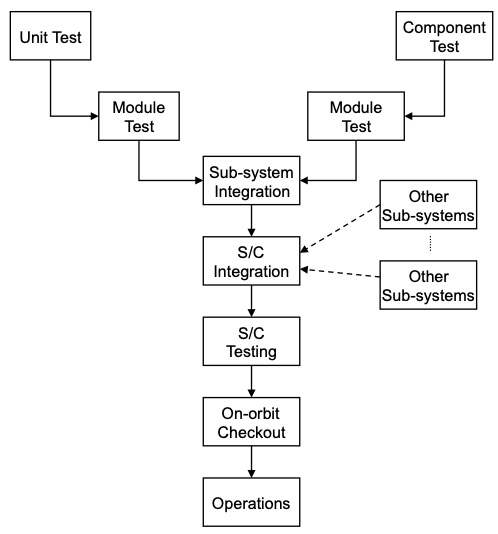 Unit Test
Component
Test
Module
Test
Module
Test
Sub-system
Integration
Other
Sub-systems
S/C
Integration
Other
Sub-systems
S/C
Testing
On-orbit
Checkout
Operations